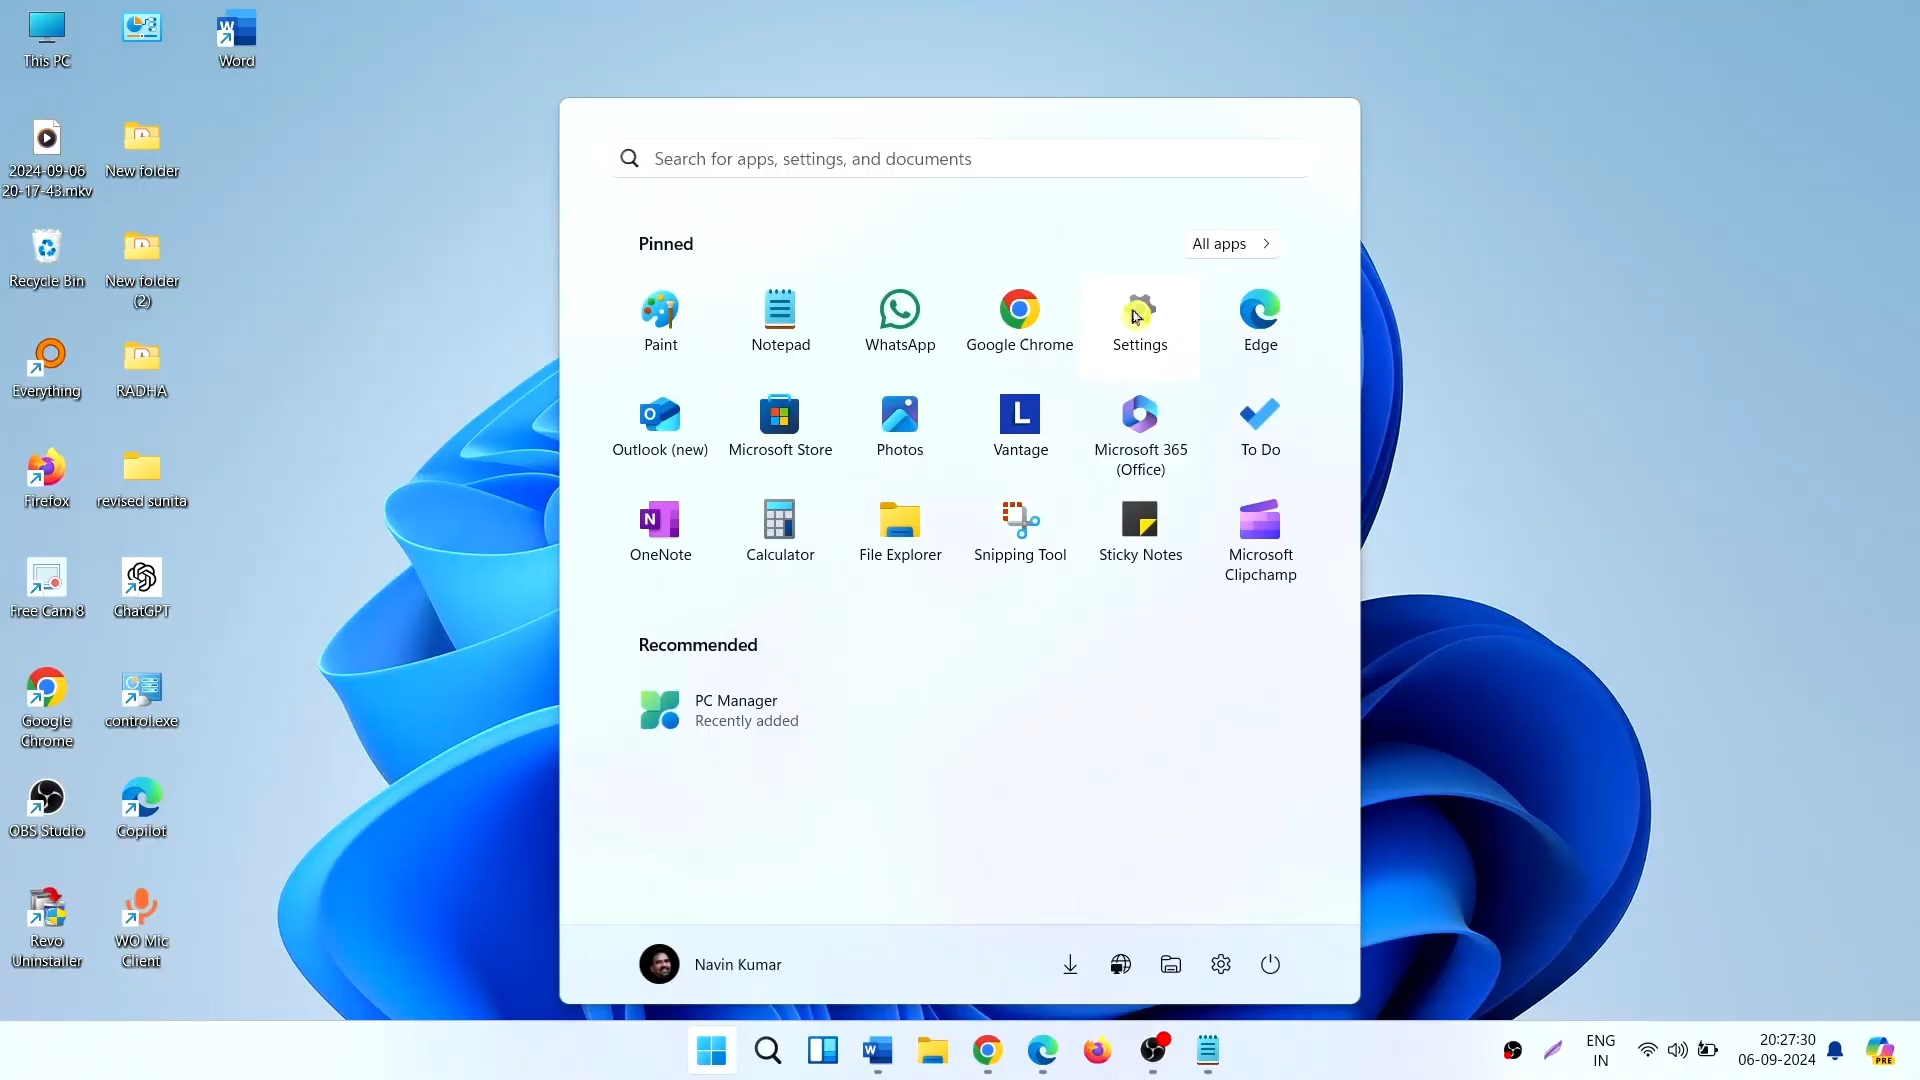 This PC
Word
2024-09-06
20-17-43.mkv
New folder
Recycle Bin
New folder
(2)
Everything
RADHA
Firefox
revised sunita
Free Cam 8
ChatGPT
Google
Chrome
control.exe
OBS Studio
Copilot
Revo
Uninstaller
WO Mic
Client
Search for apps, settings, and documents
Pinned
All apps
Paint
Notepad
WhatsApp
Google Chrome
Settings
Edge
Outlook (new)
Microsoft Store
Photos
Vantage
Microsoft 365
(Office)
To Do
OneNote
Calculator
File Explorer
Snipping Tool
Sticky Notes
Microsoft
Clipchamp
Recommended
PC Manager
Recently added
Navin Kumar
ENG
IN
20:27:30
06-09-2024
PRE